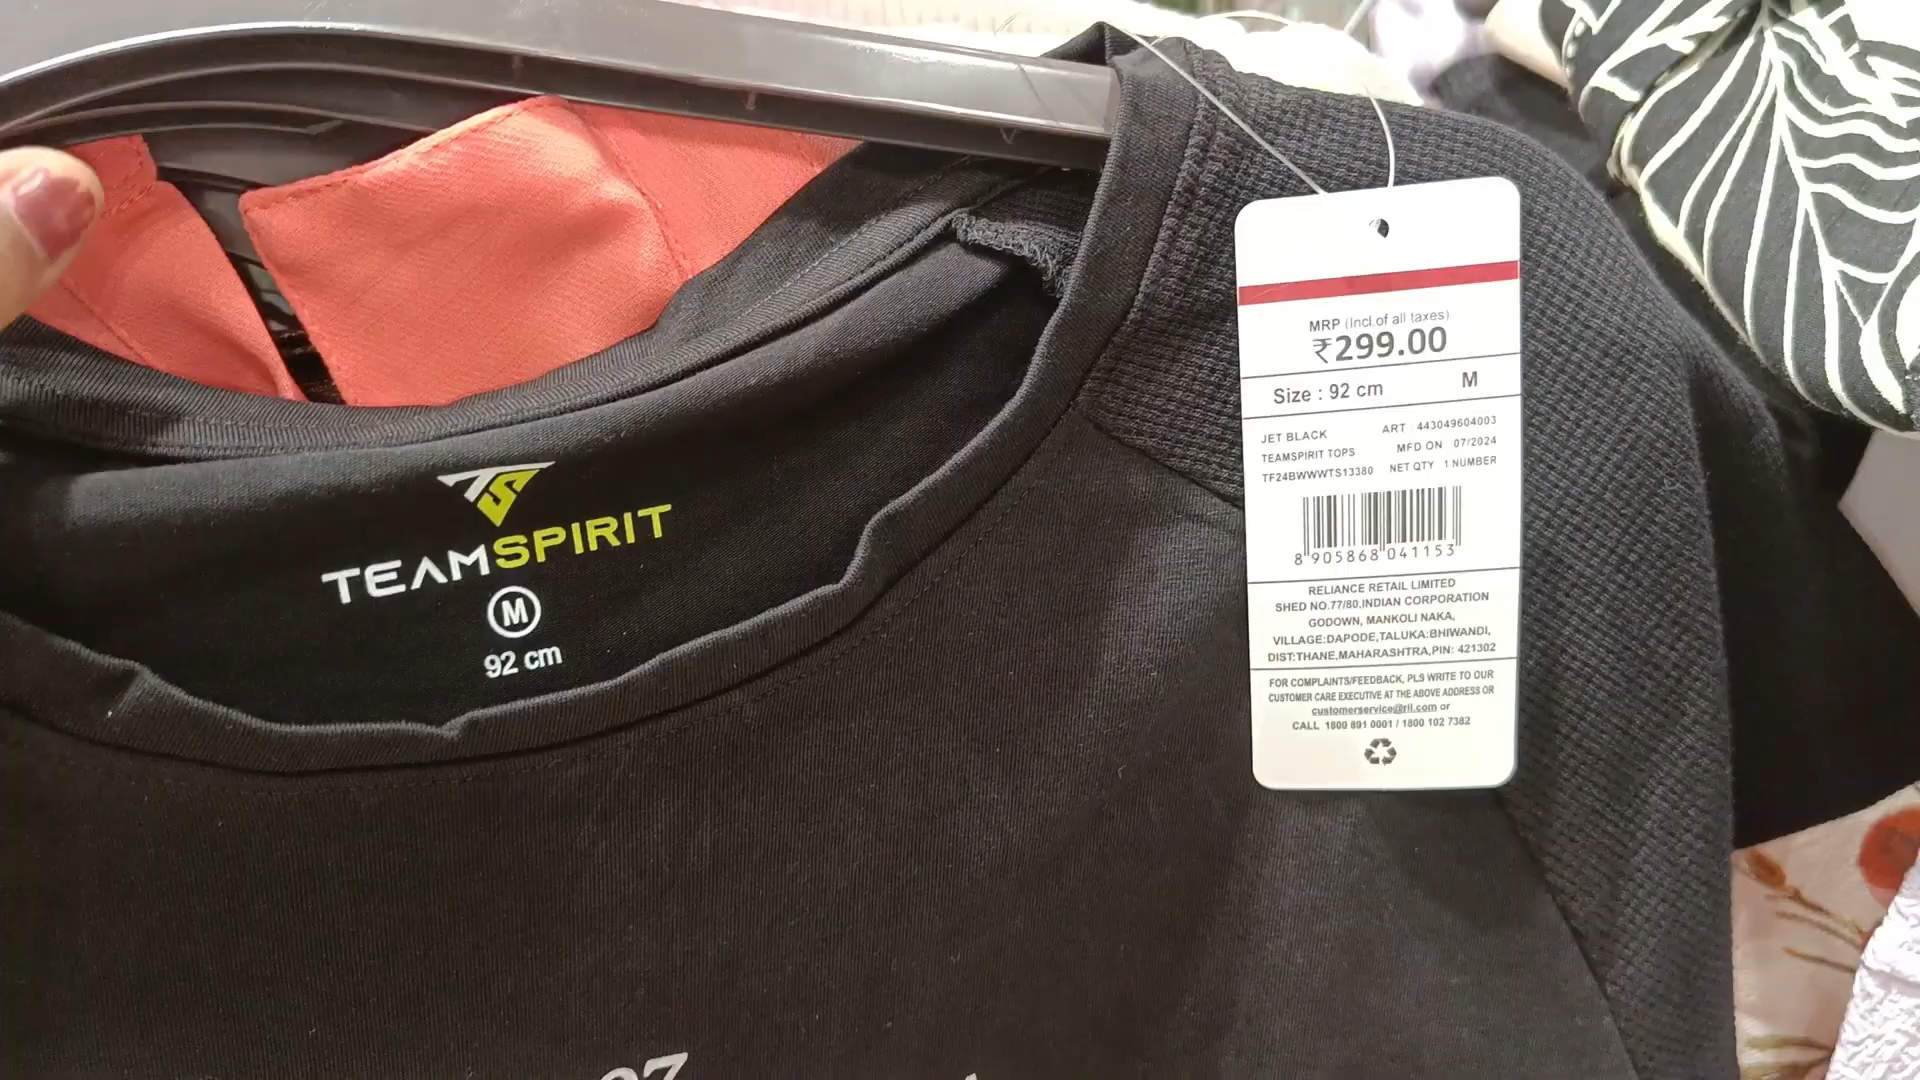 TEAMSPIRIT
M
92 cm
MRP (Incl.of all taxes)
₹299.00
Size : 92 cm M
JET BLACK ART : 443049604003
TEAMSPIRIT TOPS MFD ON 07/2024
TF24BWWWTS13380 NET QTY 1 NUMBER
8 905868 041153
RELIANCE RETAIL LIMITED
SHED NO.77/80,INDIAN CORPORATION
GODOWN, MANKOLI NAKA,
VILLAGE:DAPODE,TALUKA:BHIWANDI,
DIST:THANE,MAHARASHTRA,PIN: 421302
FOR COMPLAINTS/FEEDBACK, PLS WRITE TO OUR
CUSTOMER CARE EXECUTIVE AT THE ABOVE ADDRESS OR
customerservice@ril.com or
CALL 1800 891 0001 / 1800 102 7382